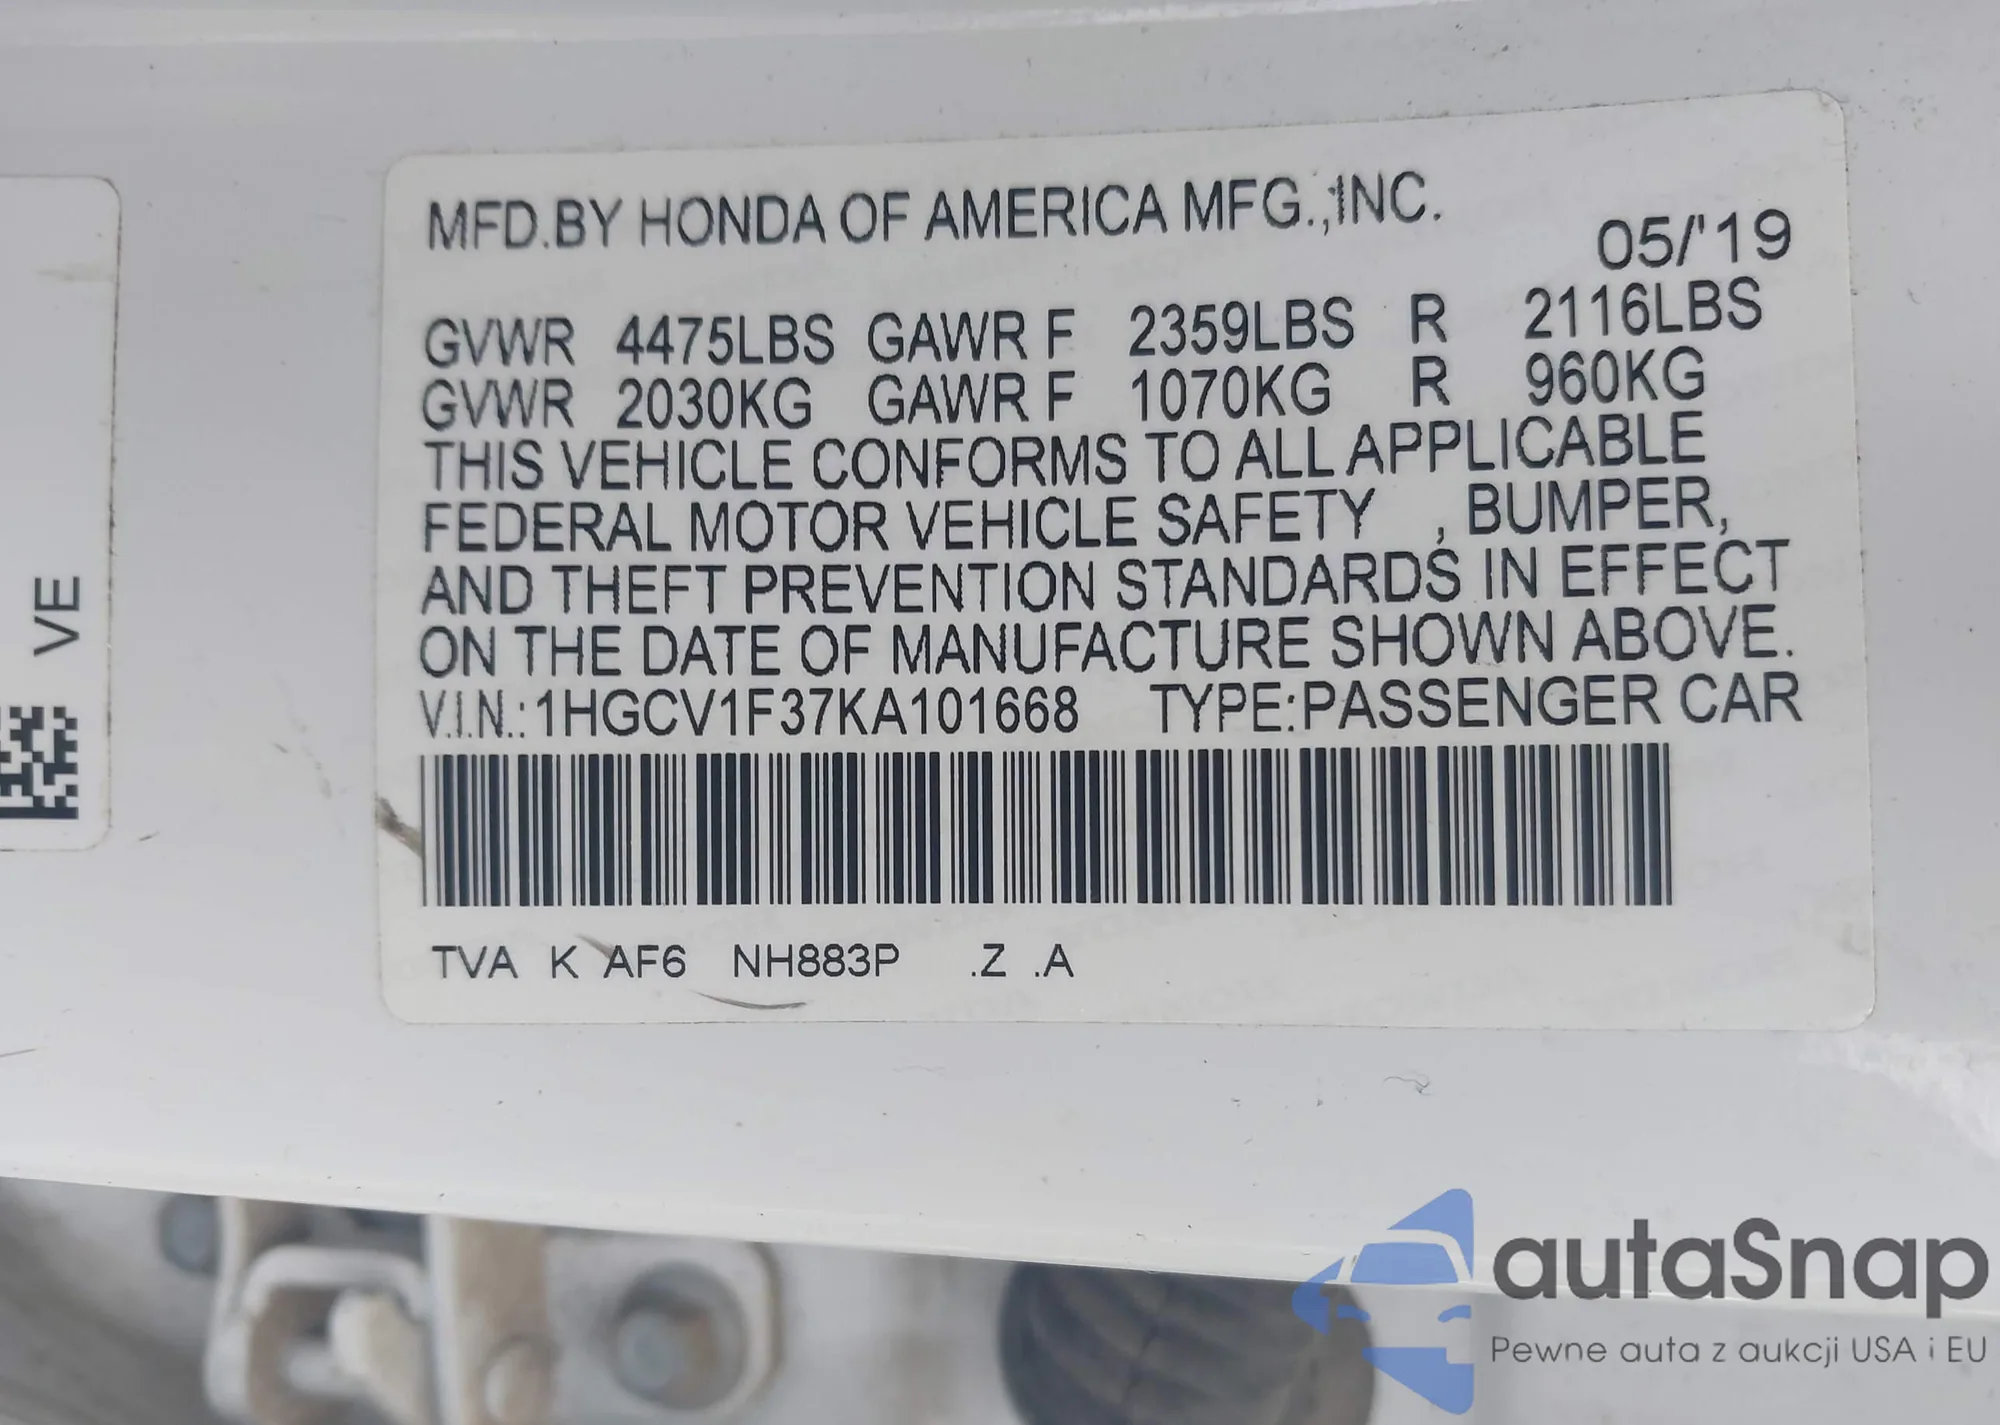 MFD.BY HONDA OF AMERICA MFG.,INC.
05/'19
GVWR 4475LBS GAWR F 2359LBS R 2116LBS
GVWR 2030KG GAWR F 1070KG R 960KG
THIS VEHICLE CONFORMS TO ALL APPLICABLE
FEDERAL MOTOR VEHICLE SAFETY , BUMPER,
AND THEFT PREVENTION STANDARDS IN EFFECT
ON THE DATE OF MANUFACTURE SHOWN ABOVE.
V.I.N.:1HGCV1F37KA101668 TYPE:PASSENGER CAR
TVA K AF6 NH883P .Z .A
VE
autaSnap
Pewne auta z aukcji USA i EU